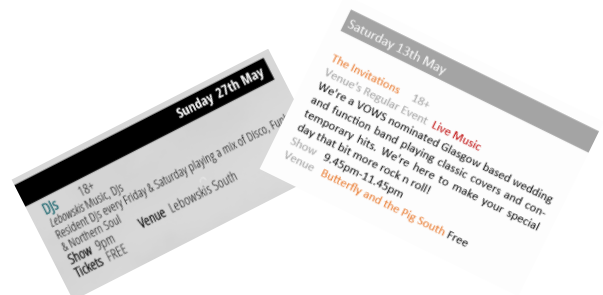 Sunday 27th May
DJs 18+
Lebowskis Music, DJs
Resident DJs every Friday & Saturday playing a mix of Disco,
& Northern Soul
Show 9pm Venue Lebowskis South
Tickets FREE
Saturday 13th May
The Invitations 18+
Venue's Regular Event Live Music
We're a VOWS nominated Glasgow based wedding
and function band playing classic covers and con-
temporary hits. We're here to make your special
day that bit more rock n roll!
Show 9.45pm-11.45pm
Venue Butterfly and the Pig South Free